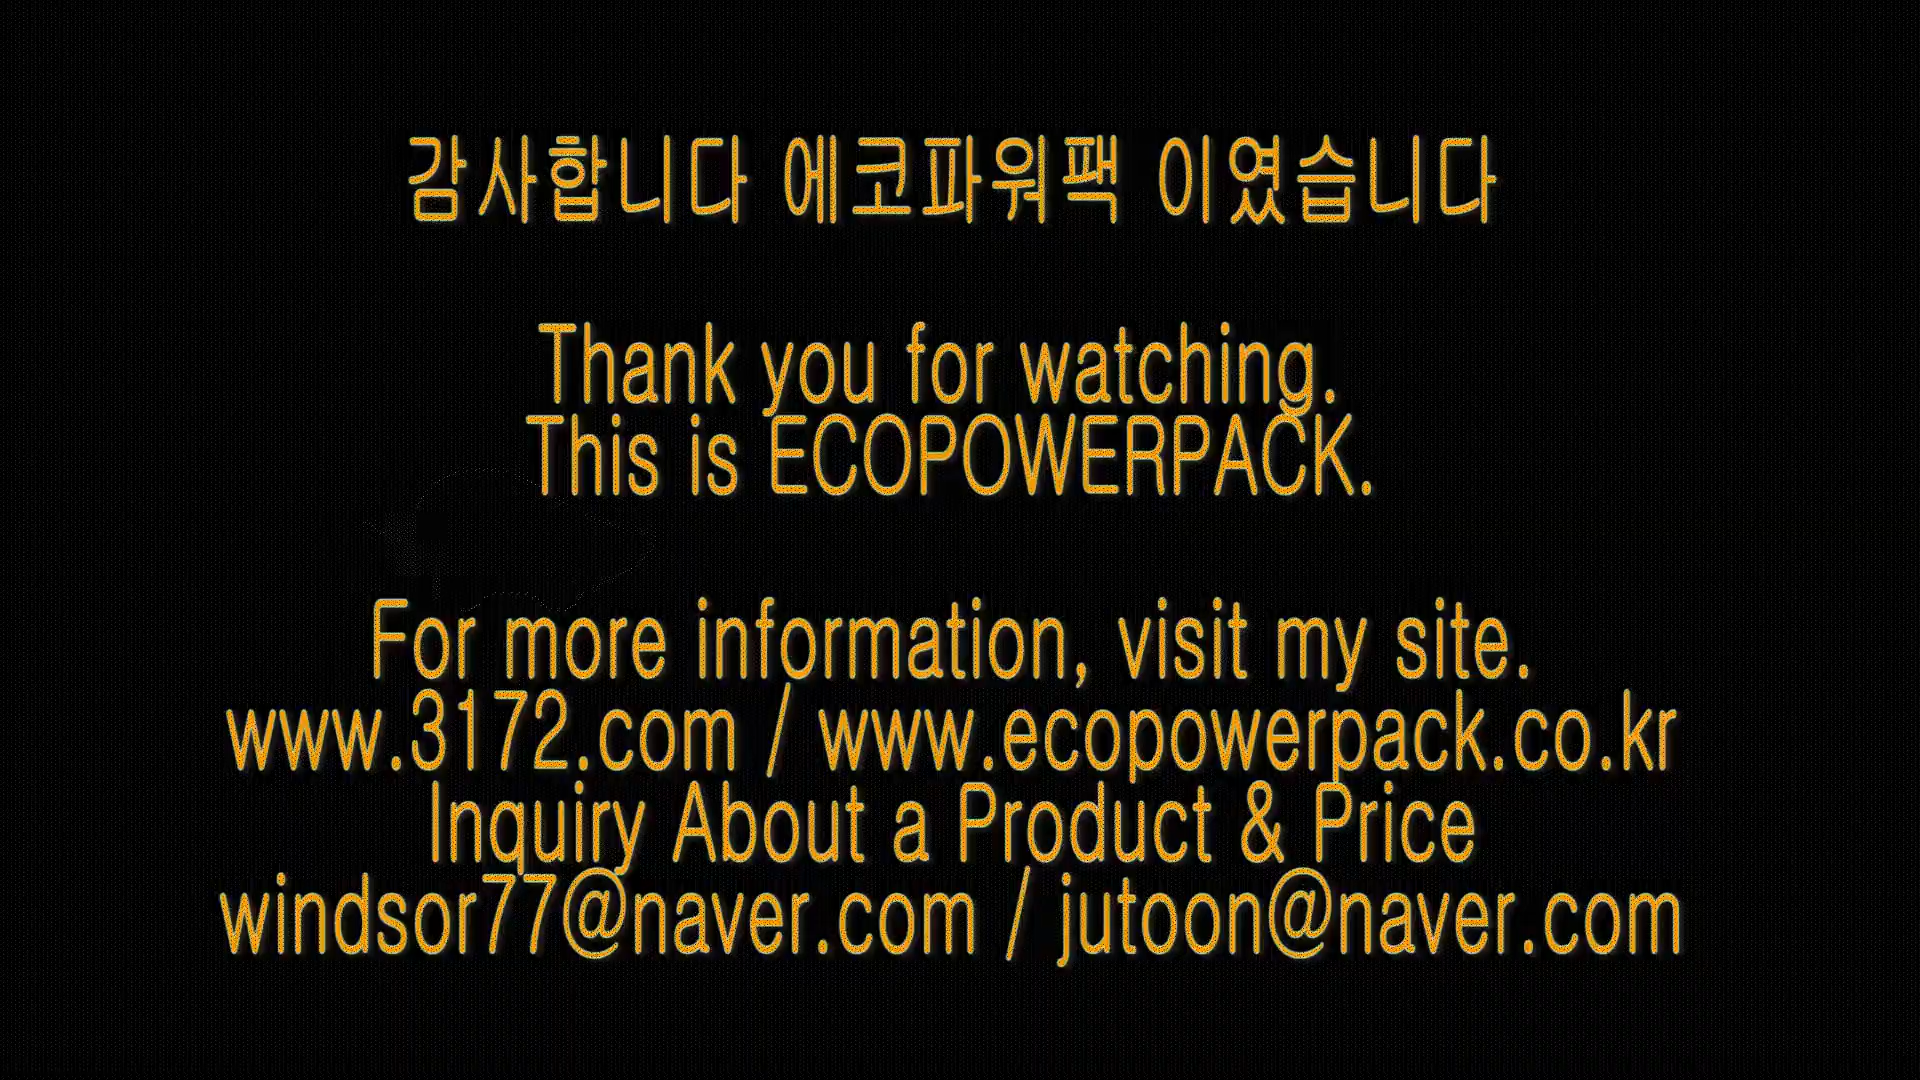 감사합니다 에코파워팩 이였습니다
Thank you for watching.
This is ECOPOWERPACK.
For more information, visit my site.
www.3172.com / www.ecopowerpack.co.kr
Inquiry About a Product & Price
windsor77@naver.com / jutoon@naver.com